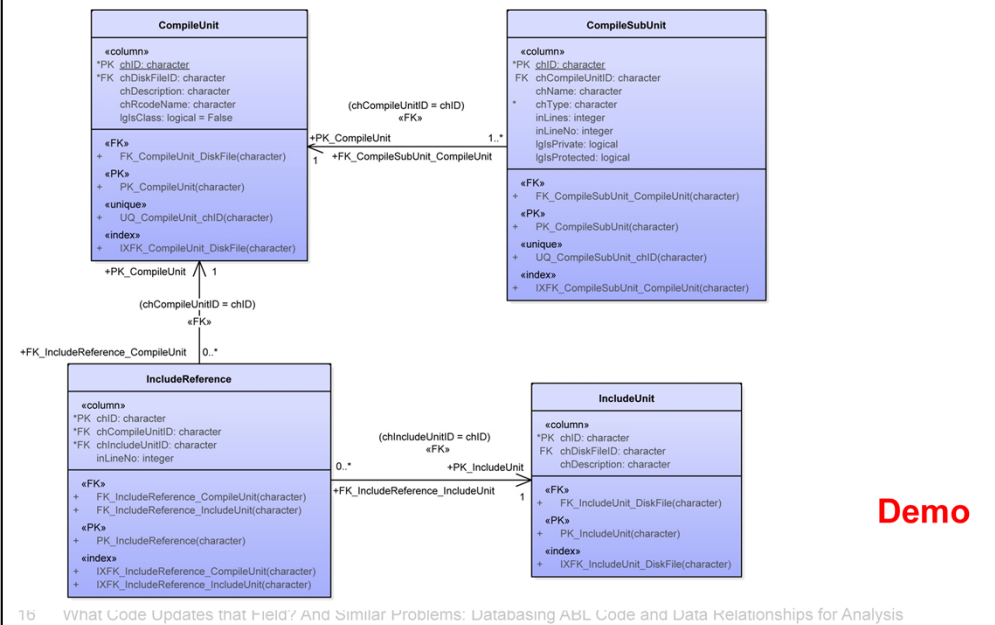 CompileUnit
«column»
*PK chID: character
*FK chDiskFileID: character
chDescription: character
chRcodeName: character
lgIsClass: logical = False
«FK»
+ FK_CompileUnit_DiskFile(character)
«PK»
+ PK_CompileUnit(character)
«unique»
+ UQ_CompileUnit_chID(character)
«index»
+ IXFK_CompileUnit_DiskFile(character)
(chCompileUnitID = chID)
«FK»
+PK_CompileUnit 1..*
1 +FK_CompileSubUnit_CompileUnit
CompileSubUnit
«column»
*PK chID: character
FK chCompileUnitID: character
chName: character
* chType: character
inLines: integer
inLineNo: integer
lgIsPrivate: logical
lgIsProtected: logical
«FK»
+ FK_CompileSubUnit_CompileUnit(character)
«PK»
+ PK_CompileSubUnit(character)
«unique»
+ UQ_CompileSubUnit_chID(character)
«index»
+ IXFK_CompileSubUnit_CompileUnit(character)
+PK_CompileUnit 1
(chCompileUnitID = chID)
«FK»
+FK_IncludeReference_CompileUnit 0..*
IncludeReference
«column»
*PK chID: character
*FK chCompileUnitID: character
*FK chIncludeUnitID: character
inLineNo: integer
«FK»
+ FK_IncludeReference_CompileUnit(character)
+ FK_IncludeReference_IncludeUnit(character)
«PK»
+ PK_IncludeReference(character)
«index»
+ IXFK_IncludeReference_CompileUnit(character)
+ IXFK_IncludeReference_IncludeUnit(character)
(chIncludeUnitID = chID)
«FK»
0..* +PK_IncludeUnit
+FK_IncludeReference_IncludeUnit 1
IncludeUnit
«column»
*PK chID: character
FK chDiskFileID: character
chDescription: character
«FK»
+ FK_IncludeUnit_DiskFile(character)
«PK»
+ PK_IncludeUnit(character)
«index»
+ IXFK_IncludeUnit_DiskFile(character)
Demo
16 What Code Updates that Field? And Similar Problems: Databasing ABL Code and Data Relationships for Analysis